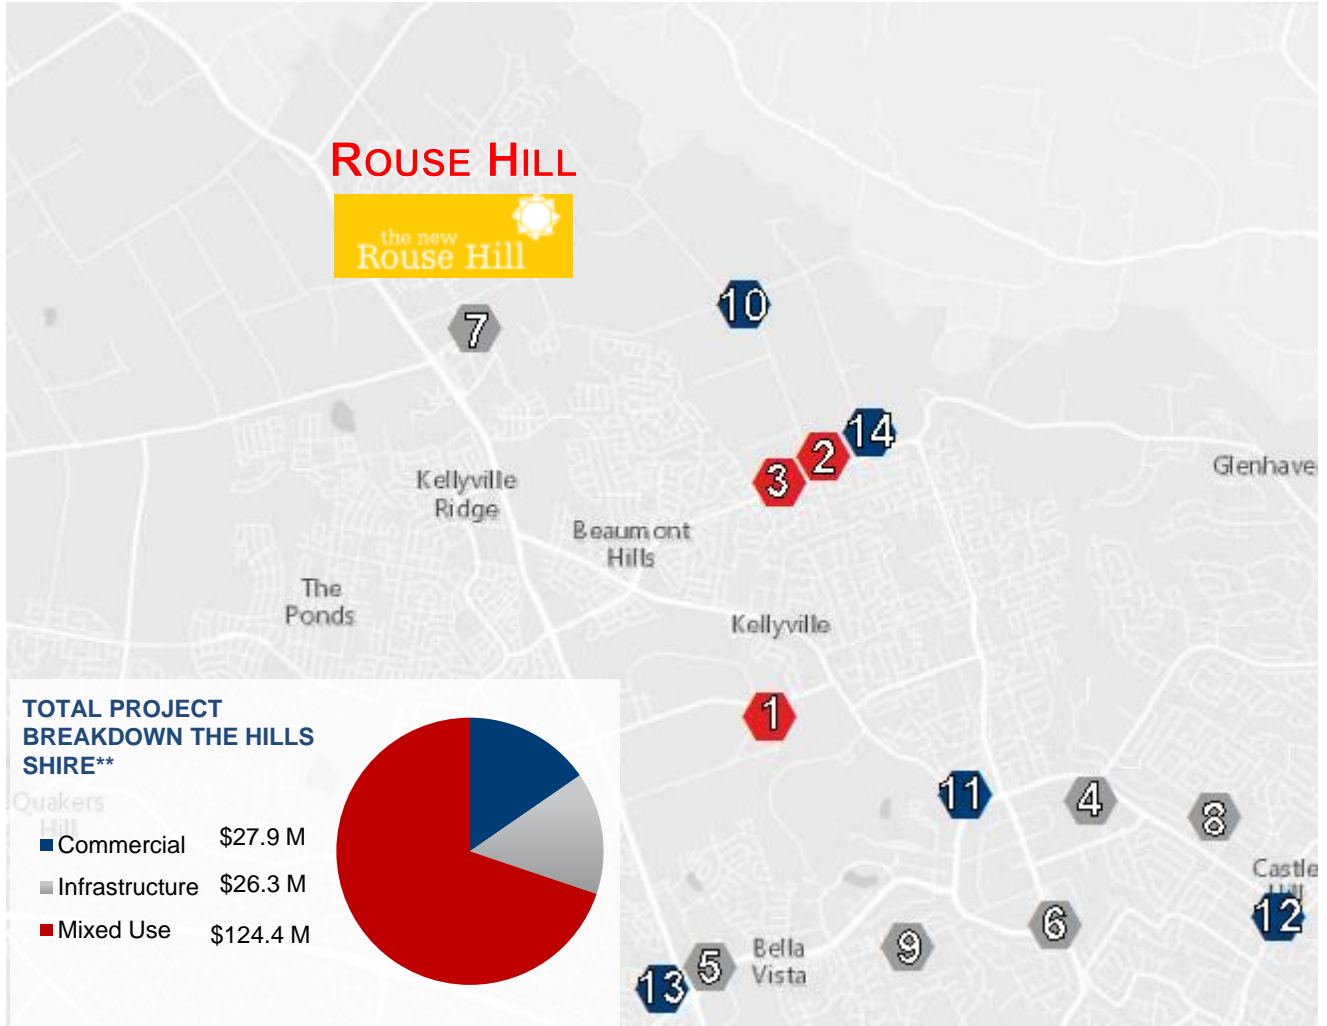 ROUSE HILL
the new
Rouse Hill
10
7
14
2
3
Glenhave
Kellyville
Ridge
Beaumont
Hills
The
Ponds
Kellyville
1
TOTAL PROJECT
BREAKDOWN THE HILLS
SHIRE**
Quakers
Hill
Commercial $27.9 M
Infrastructure $26.3 M
Mixed Use $124.4 M
11
4
8
Castle
Hill
12
6
9
Bella
Vista
5
13